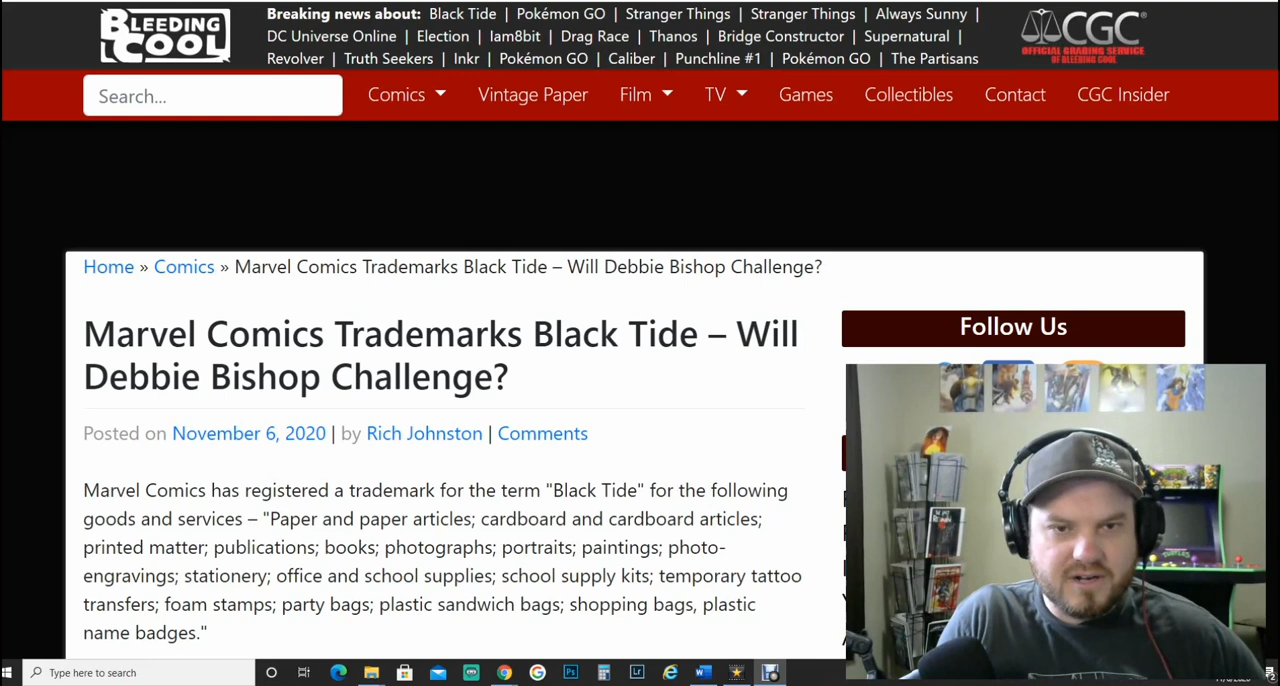 BLEEDING COOL
Breaking news about: Black Tide | Pokémon GO | Stranger Things | Stranger Things | Always Sunny |
DC Universe Online | Election | Iam8bit | Drag Race | Thanos | Bridge Constructor | Supernatural |
Revolver | Truth Seekers | Inkr | Pokémon GO | Caliber | Punchline #1 | Pokémon GO | The Partisans
CGC
OFFICIAL GRADING SERVICE
OF BLEEDING COOL
Search...
Comics
Vintage Paper
Film
TV
Games
Collectibles
Contact
CGC Insider
Home » Comics » Marvel Comics Trademarks Black Tide – Will Debbie Bishop Challenge?
Marvel Comics Trademarks Black Tide – Will
Debbie Bishop Challenge?
Posted on November 6, 2020 | by Rich Johnston | Comments
Marvel Comics has registered a trademark for the term "Black Tide" for the following
goods and services – "Paper and paper articles; cardboard and cardboard articles;
printed matter; publications; books; photographs; portraits; paintings; photo-
engravings; stationery; office and school supplies; school supply kits; temporary tattoo
transfers; foam stamps; party bags; plastic sandwich bags; shopping bags, plastic
name badges."
Follow Us
Type here to search